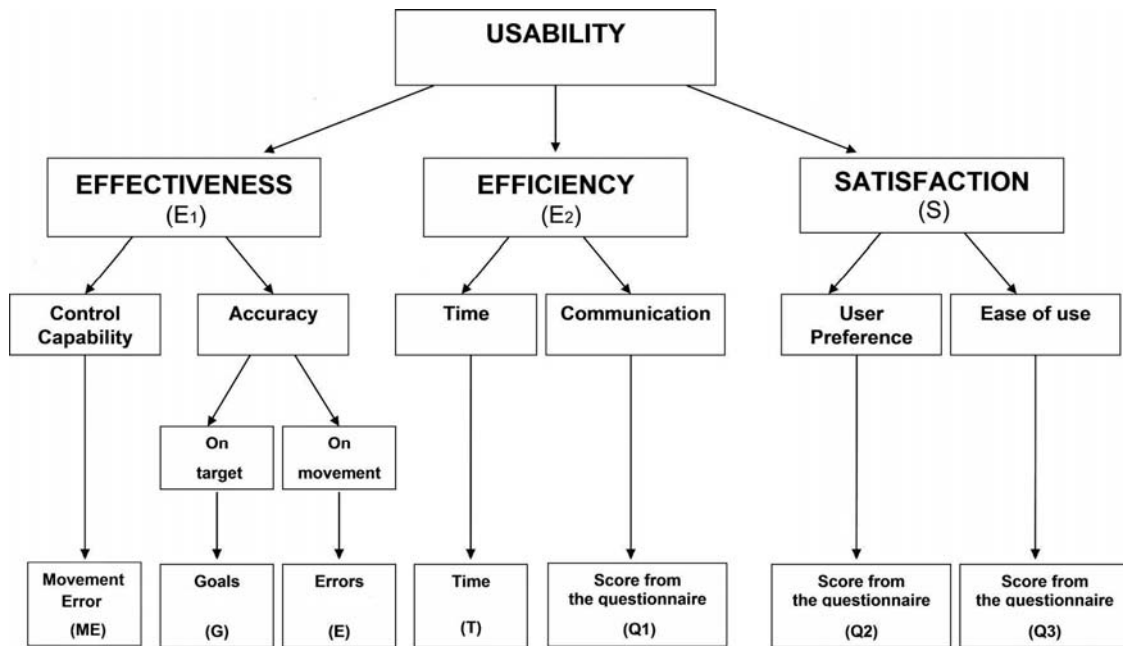 USABILITY
EFFECTIVENESS
(E1)
EFFICIENCY
(E2)
SATISFACTION
(S)
Control
Capability
Accuracy
Time
Communication
User
Preference
Ease of use
On
target
On
movement
Movement
Error
(ME)
Goals
(G)
Errors
(E)
Time
(T)
Score from
the questionnaire
(Q1)
Score from
the questionnaire
(Q2)
Score from
the questionnaire
(Q3)